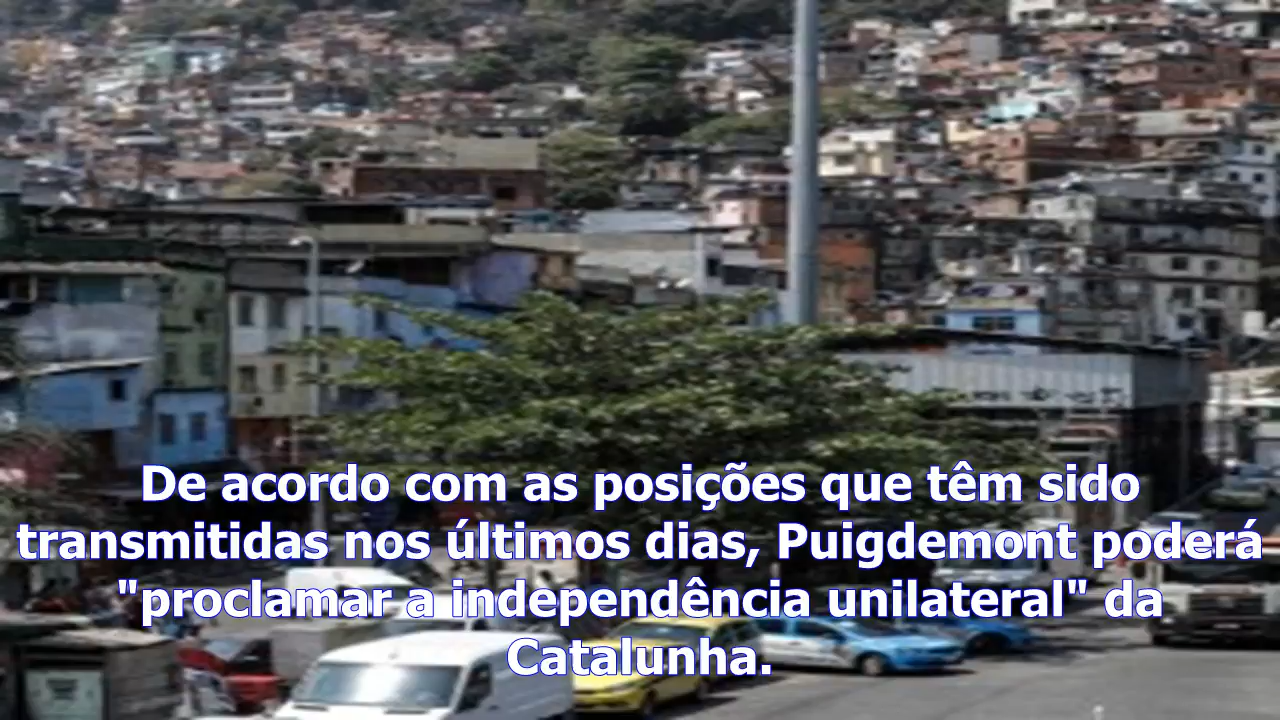 De acordo com as posições que têm sido
transmitidas nos últimos dias, Puigdemont poderá
"proclamar a independência unilateral" da
Catalunha.